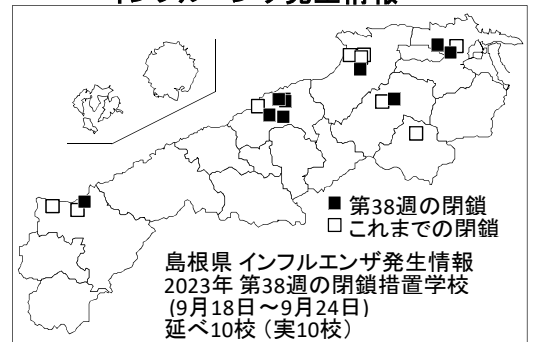 ■ 第38週の閉鎖
□ これまでの閉鎖
島根県 インフルエンザ発生情報
2023年 第38週の閉鎖措置学校
(9月18日～9月24日)
延べ10校 （実10校）